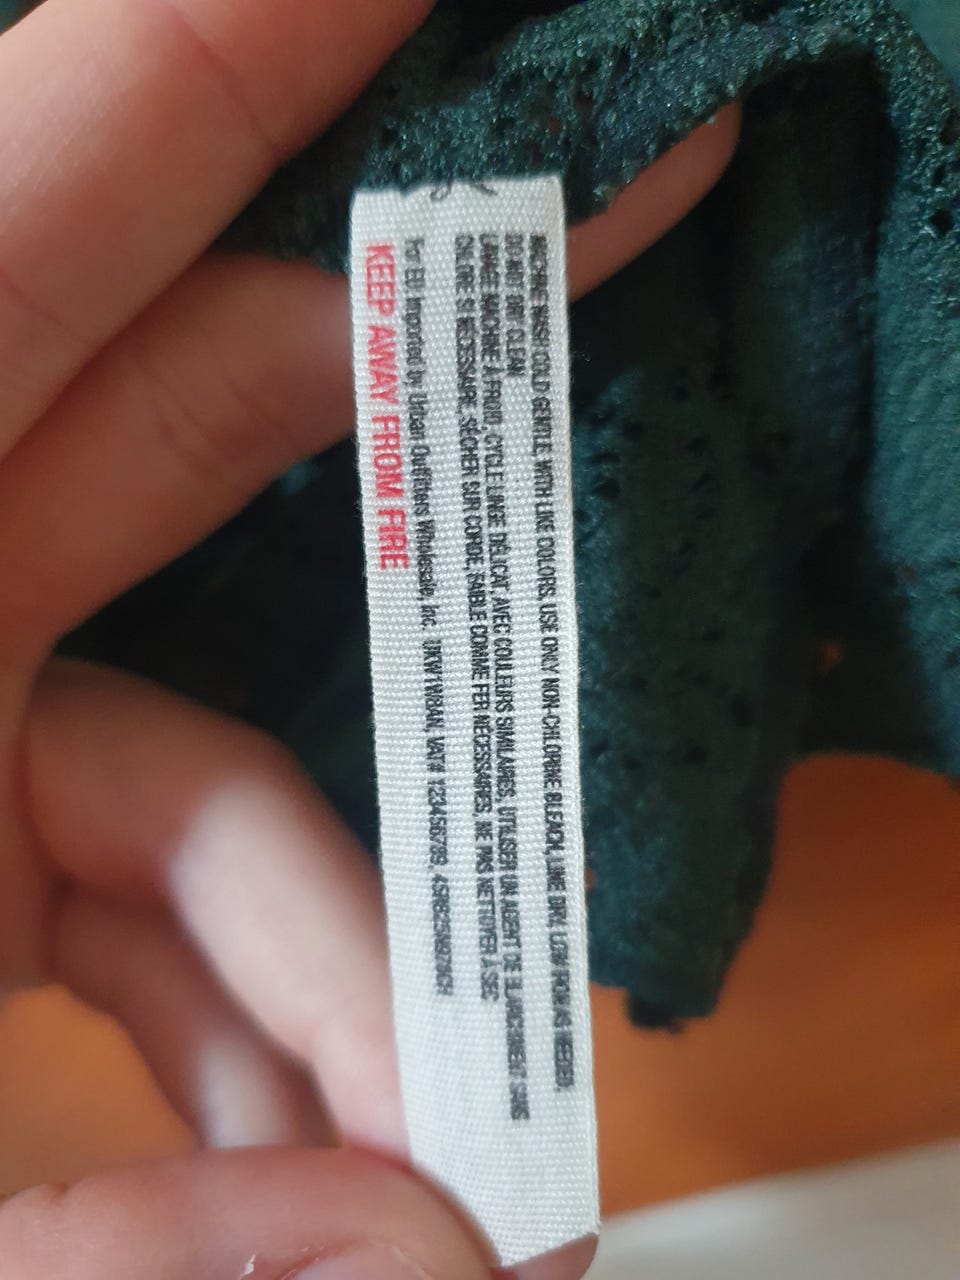 MACHINE WASH COLD GENTLE, WITH LIKE COLORS, USE ONLY NON-CHLORINE BLEACH, LINE DRY, LOW IRON AS NEEDED.
DO NOT DRY CLEAN
LAVAGE MACHINE À FROID, CYCLE LINGE DÉLICAT, AVEC COULEURS SIMILAIRES, UTILISER UN AGENT DE BLANCHIMENT SANS
CHLORE SI NÉCESSAIRE, SÉCHER SUR CORDE, FAIBLE COMME FER NÉCESSAIRES, NE PAS NETTOYER À SEC
For EU Imported by Urban Outfitters Wholesale, Inc. VAT# 123456789,
KEEP AWAY FROM FIRE